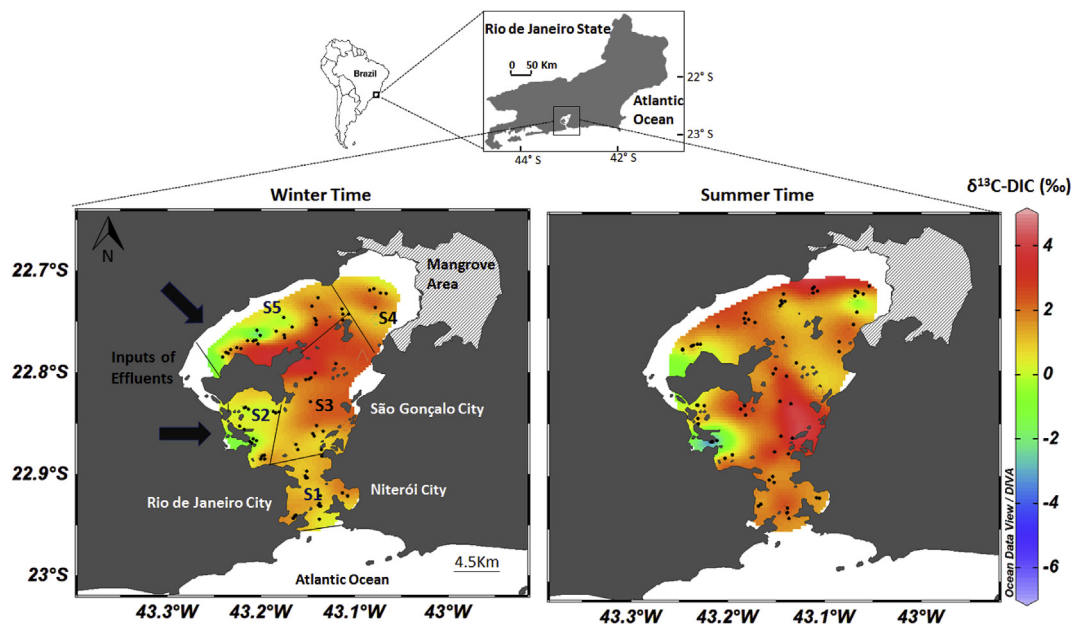 Rio de Janeiro State
0 50 Km
Brazil
Atlantic
Ocean
22° S
23° S
44° S
42° S
Winter Time
Summer Time
δ¹³C-DIC (‰)
N
22.7°S
22.8°S
22.9°S
23°S
Mangrove
Area
S5
S4
Inputs of
Effluents
S2
S3
São Gonçalo City
S1
Rio de Janeiro City
Niterói City
4.5Km
Atlantic Ocean
43.3°W
43.2°W
43.1°W
43°W
43.3°W
43.2°W
43.1°W
43°W
4
2
0
-2
-4
-6
Ocean Data View / DIVA